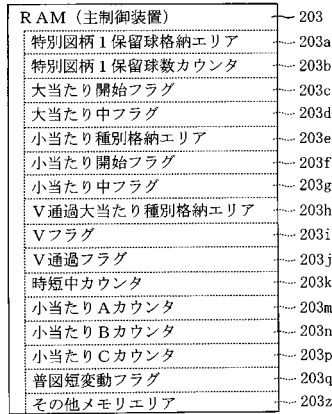 RAM（主制御装置） 203
特別図柄1保留球格納エリア 203a
特別図柄1保留球数カウンタ 203b
大当たり開始フラグ 203c
大当たり中フラグ 203d
小当たり種別格納エリア 203e
小当たり開始フラグ 203f
小当たり中フラグ 203g
V通過大当たり種別格納エリア 203h
Vフラグ 203i
V通過フラグ 203j
時短中カウンタ 203k
小当たりAカウンタ 203m
小当たりBカウンタ 203n
小当たりCカウンタ 203p
普図短変動フラグ 203q
その他メモリエリア 203z